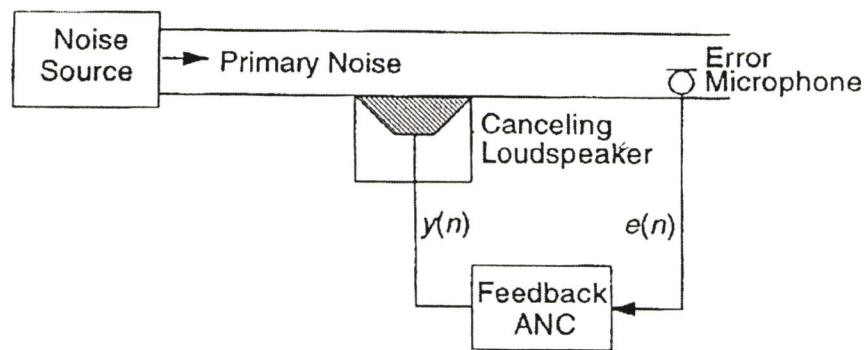 Noise
Source
Primary Noise
Error
Microphone
Canceling
Loudspeaker
y(n)
e(n)
Feedback
ANC